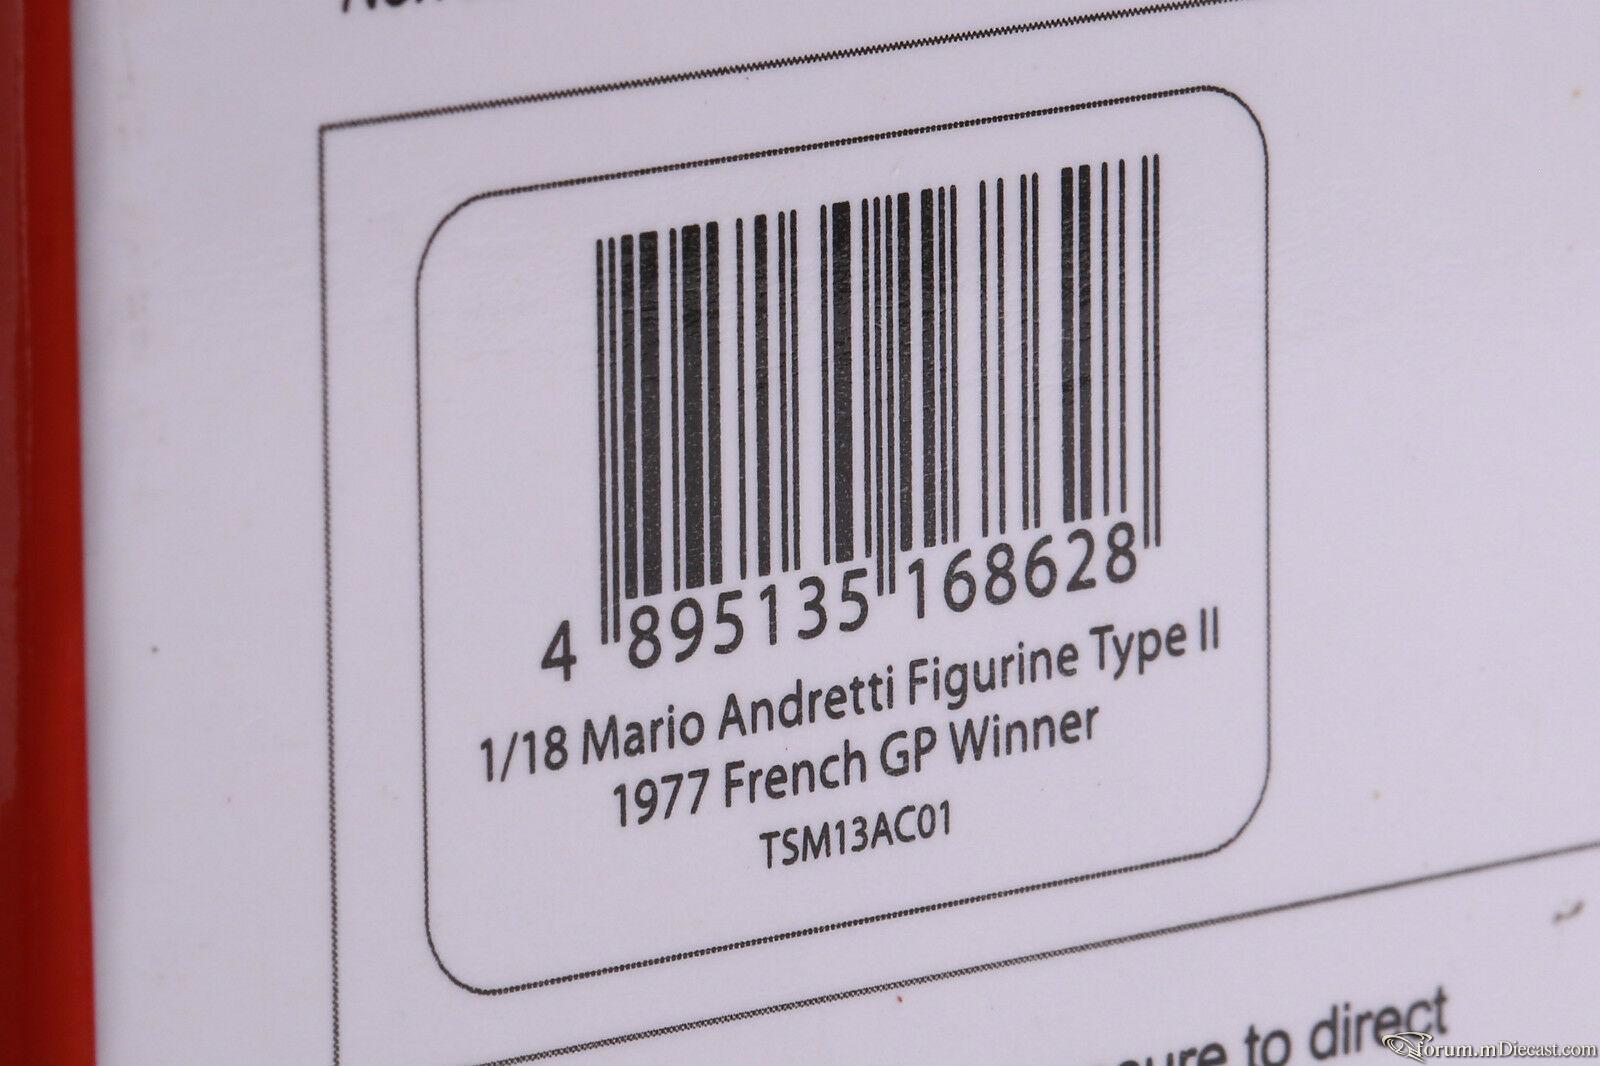 4 895135 168628
1/18 Mario Andretti Figurine Type II
1977 French GP Winner
TSM13AC01
to direct
forum.mDiecast.com